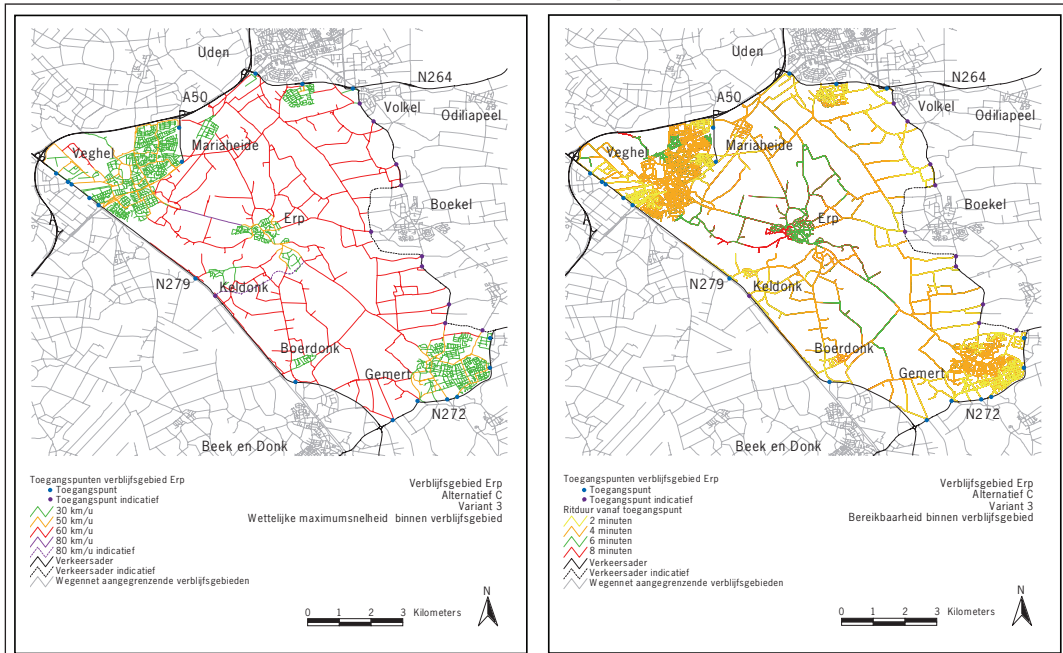 Uden
N264
A50
Volkel
Odiliapeel
Veghel
Mariaheide
Boekel
Erp
N279
Keldonk
Boerdonk
Gemert
N272
Beek en Donk
Toegangspunten verblijfsgebied Erp
Toegangspunt
Toegangspunt indicatief
30 km/u
50 km/u
60 km/u
80 km/u
80 km/u indicatief
Verkeersader
Verkeersader indicatief
Wegennet aangegrenzende verblijfsgebieden
Verblijfsgebied Erp
Alternatief C
Variant 3
Wettelijke maximumsnelheid binnen verblijfsgebied
N
0 1 2 3 Kilometers
Uden
N264
A50
Volkel
Odiliapeel
Veghel
Mariaheide
Boekel
Erp
N279
Keldonk
Boerdonk
Gemert
N272
Beek en Donk
Toegangspunten verblijfsgebied Erp
Toegangspunt
Toegangspunt indicatief
Ritduur vanaf toegangspunt
2 minuten
4 minuten
6 minuten
8 minuten
Verkeersader
Verkeersader indicatief
Wegennet aangegrenzende verblijfsgebieden
Verblijfsgebied Erp
Alternatief C
Variant 3
Bereikbaarheid binnen verblijfsgebied
N
0 1 2 3 Kilometers